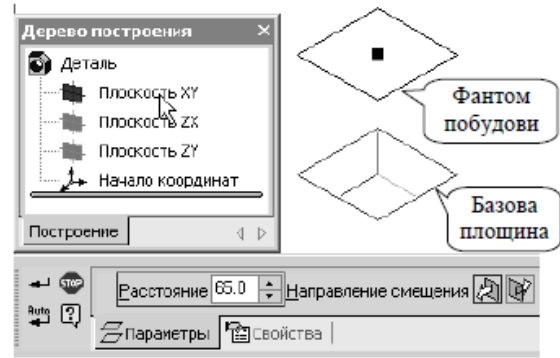 Дерево построения
Деталь
Плоскость XY
Плоскость ZX
Плоскость ZY
Начало координат
Построение
Фантом
побудови
Базова
площина
STOP
Расстояние 65.0 Направление смещения
Auto
Параметры Свойства